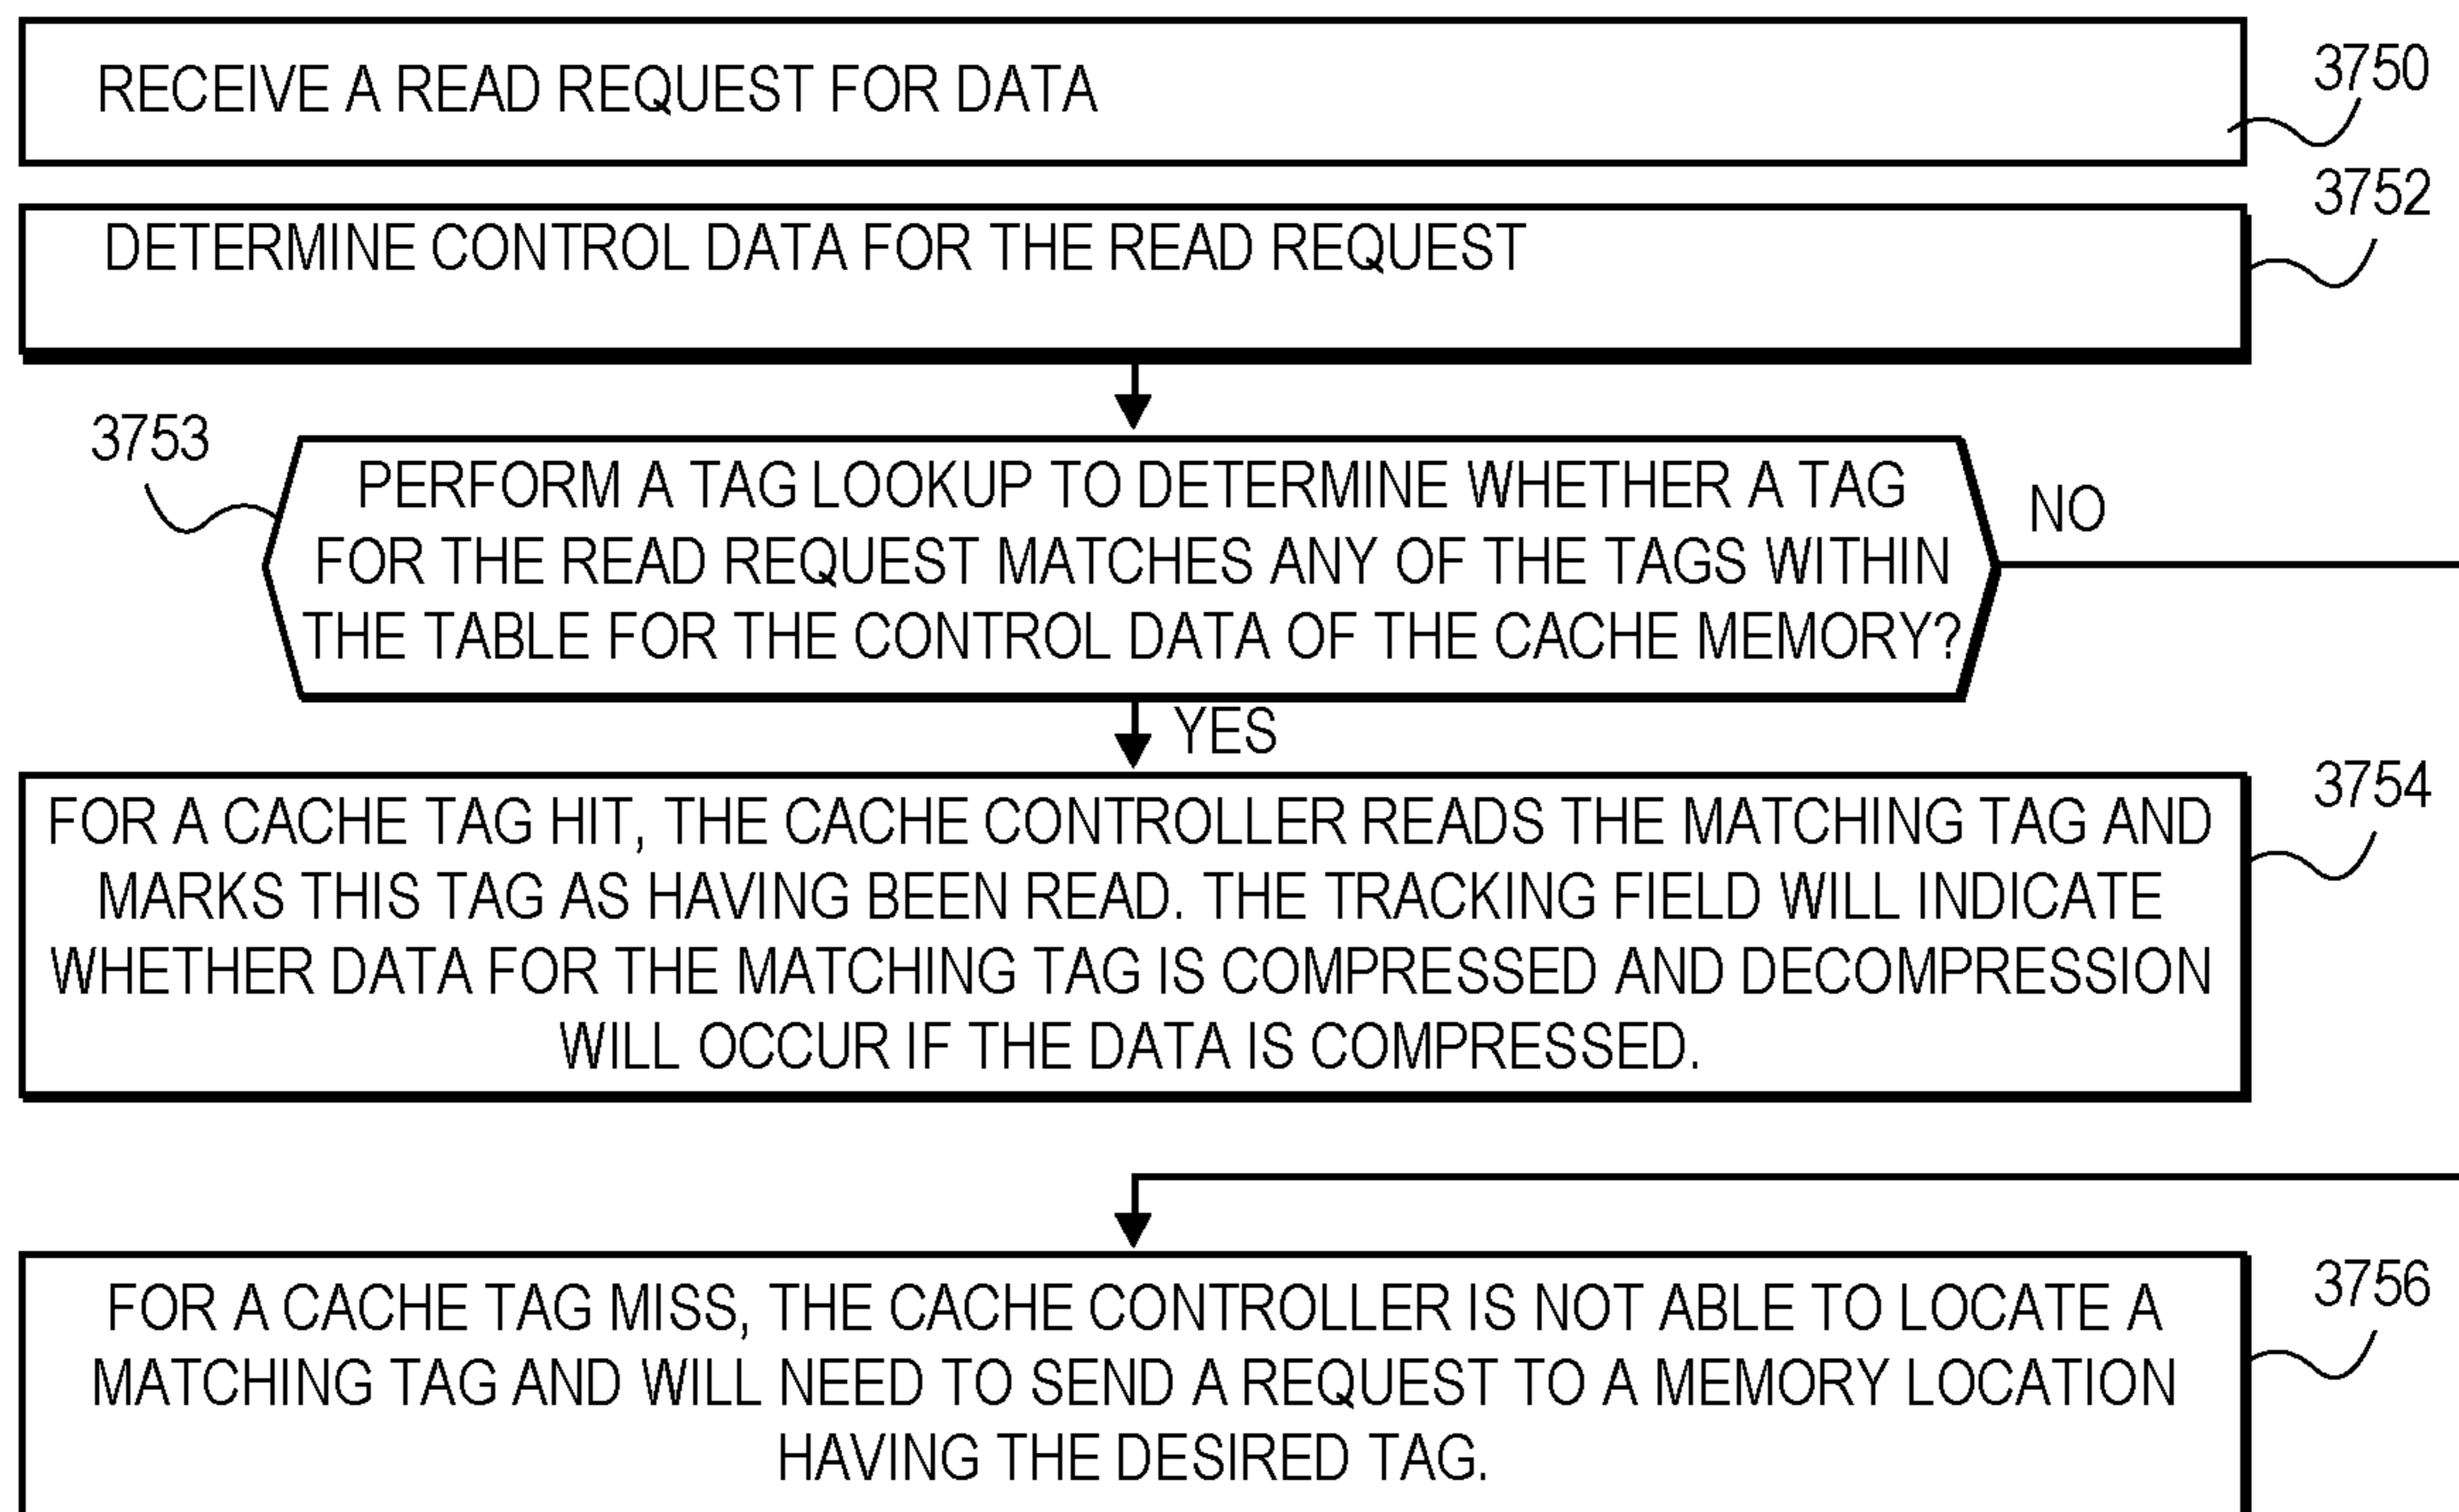 RECEIVE A READ REQUEST FOR DATA
3750
3752
DETERMINE CONTROL DATA FOR THE READ REQUEST
3753
PERFORM A TAG LOOKUP TO DETERMINE WHETHER A TAG
FOR THE READ REQUEST MATCHES ANY OF THE TAGS WITHIN
THE TABLE FOR THE CONTROL DATA OF THE CACHE MEMORY?
NO
YES
3754
FOR A CACHE TAG HIT, THE CACHE CONTROLLER READS THE MATCHING TAG AND
MARKS THIS TAG AS HAVING BEEN READ. THE TRACKING FIELD WILL INDICATE
WHETHER DATA FOR THE MATCHING TAG IS COMPRESSED AND DECOMPRESSION
WILL OCCUR IF THE DATA IS COMPRESSED.
3756
FOR A CACHE TAG MISS, THE CACHE CONTROLLER IS NOT ABLE TO LOCATE A
MATCHING TAG AND WILL NEED TO SEND A REQUEST TO A MEMORY LOCATION
HAVING THE DESIRED TAG.